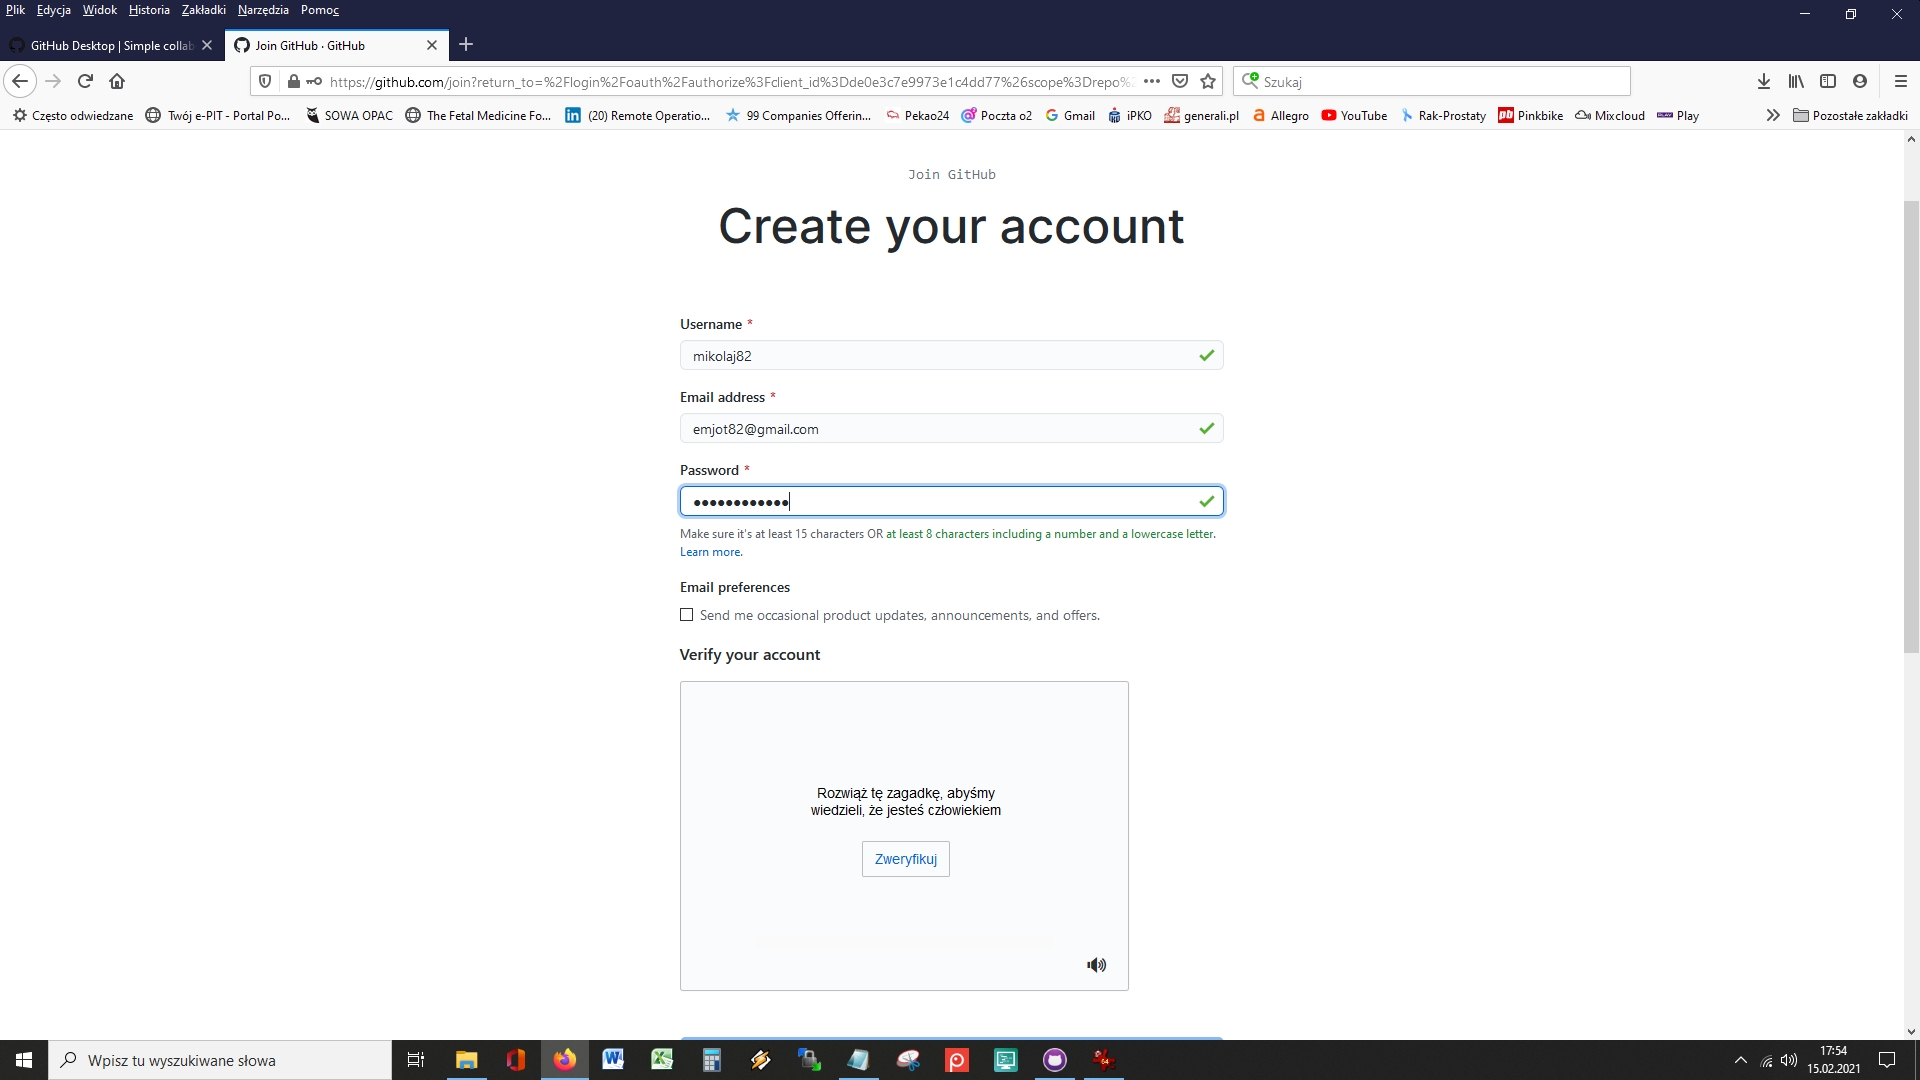 Plik Edycja Widok Historia Zakładki Narzędzia Pomoc
GitHub Desktop | Simple collab
Join GitHub · GitHub
https://github.com/join?return_to=%2Flogin%2Foauth%2Fauthorize%3Fclient_id%3Dde0e3c7e9973e1c4dd77%26scope%3Drepo%
Szukaj
Często odwiedzane Twój e-PIT - Portal Po... SOWA OPAC The Fetal Medicine Fo... (20) Remote Operatio... 99 Companies Offerin... Pekao24 Poczta o2 Gmail iPKO generali.pl Allegro YouTube Rak-Prostaty Pinkbike Mixcloud Play Pozostałe zakładki
Join GitHub
Create your account
Username *
mikolaj82
Email address *
emjot82@gmail.com
Password *
Make sure it's at least 15 characters OR at least 8 characters including a number and a lowercase letter.
Learn more.
Email preferences
Send me occasional product updates, announcements, and offers.
Verify your account
Rozwiąż tę zagadkę, abyśmy
wiedzieli, że jesteś człowiekiem
Zweryfikuj
Wpisz tu wyszukiwane słowa
17:54
15.02.2021